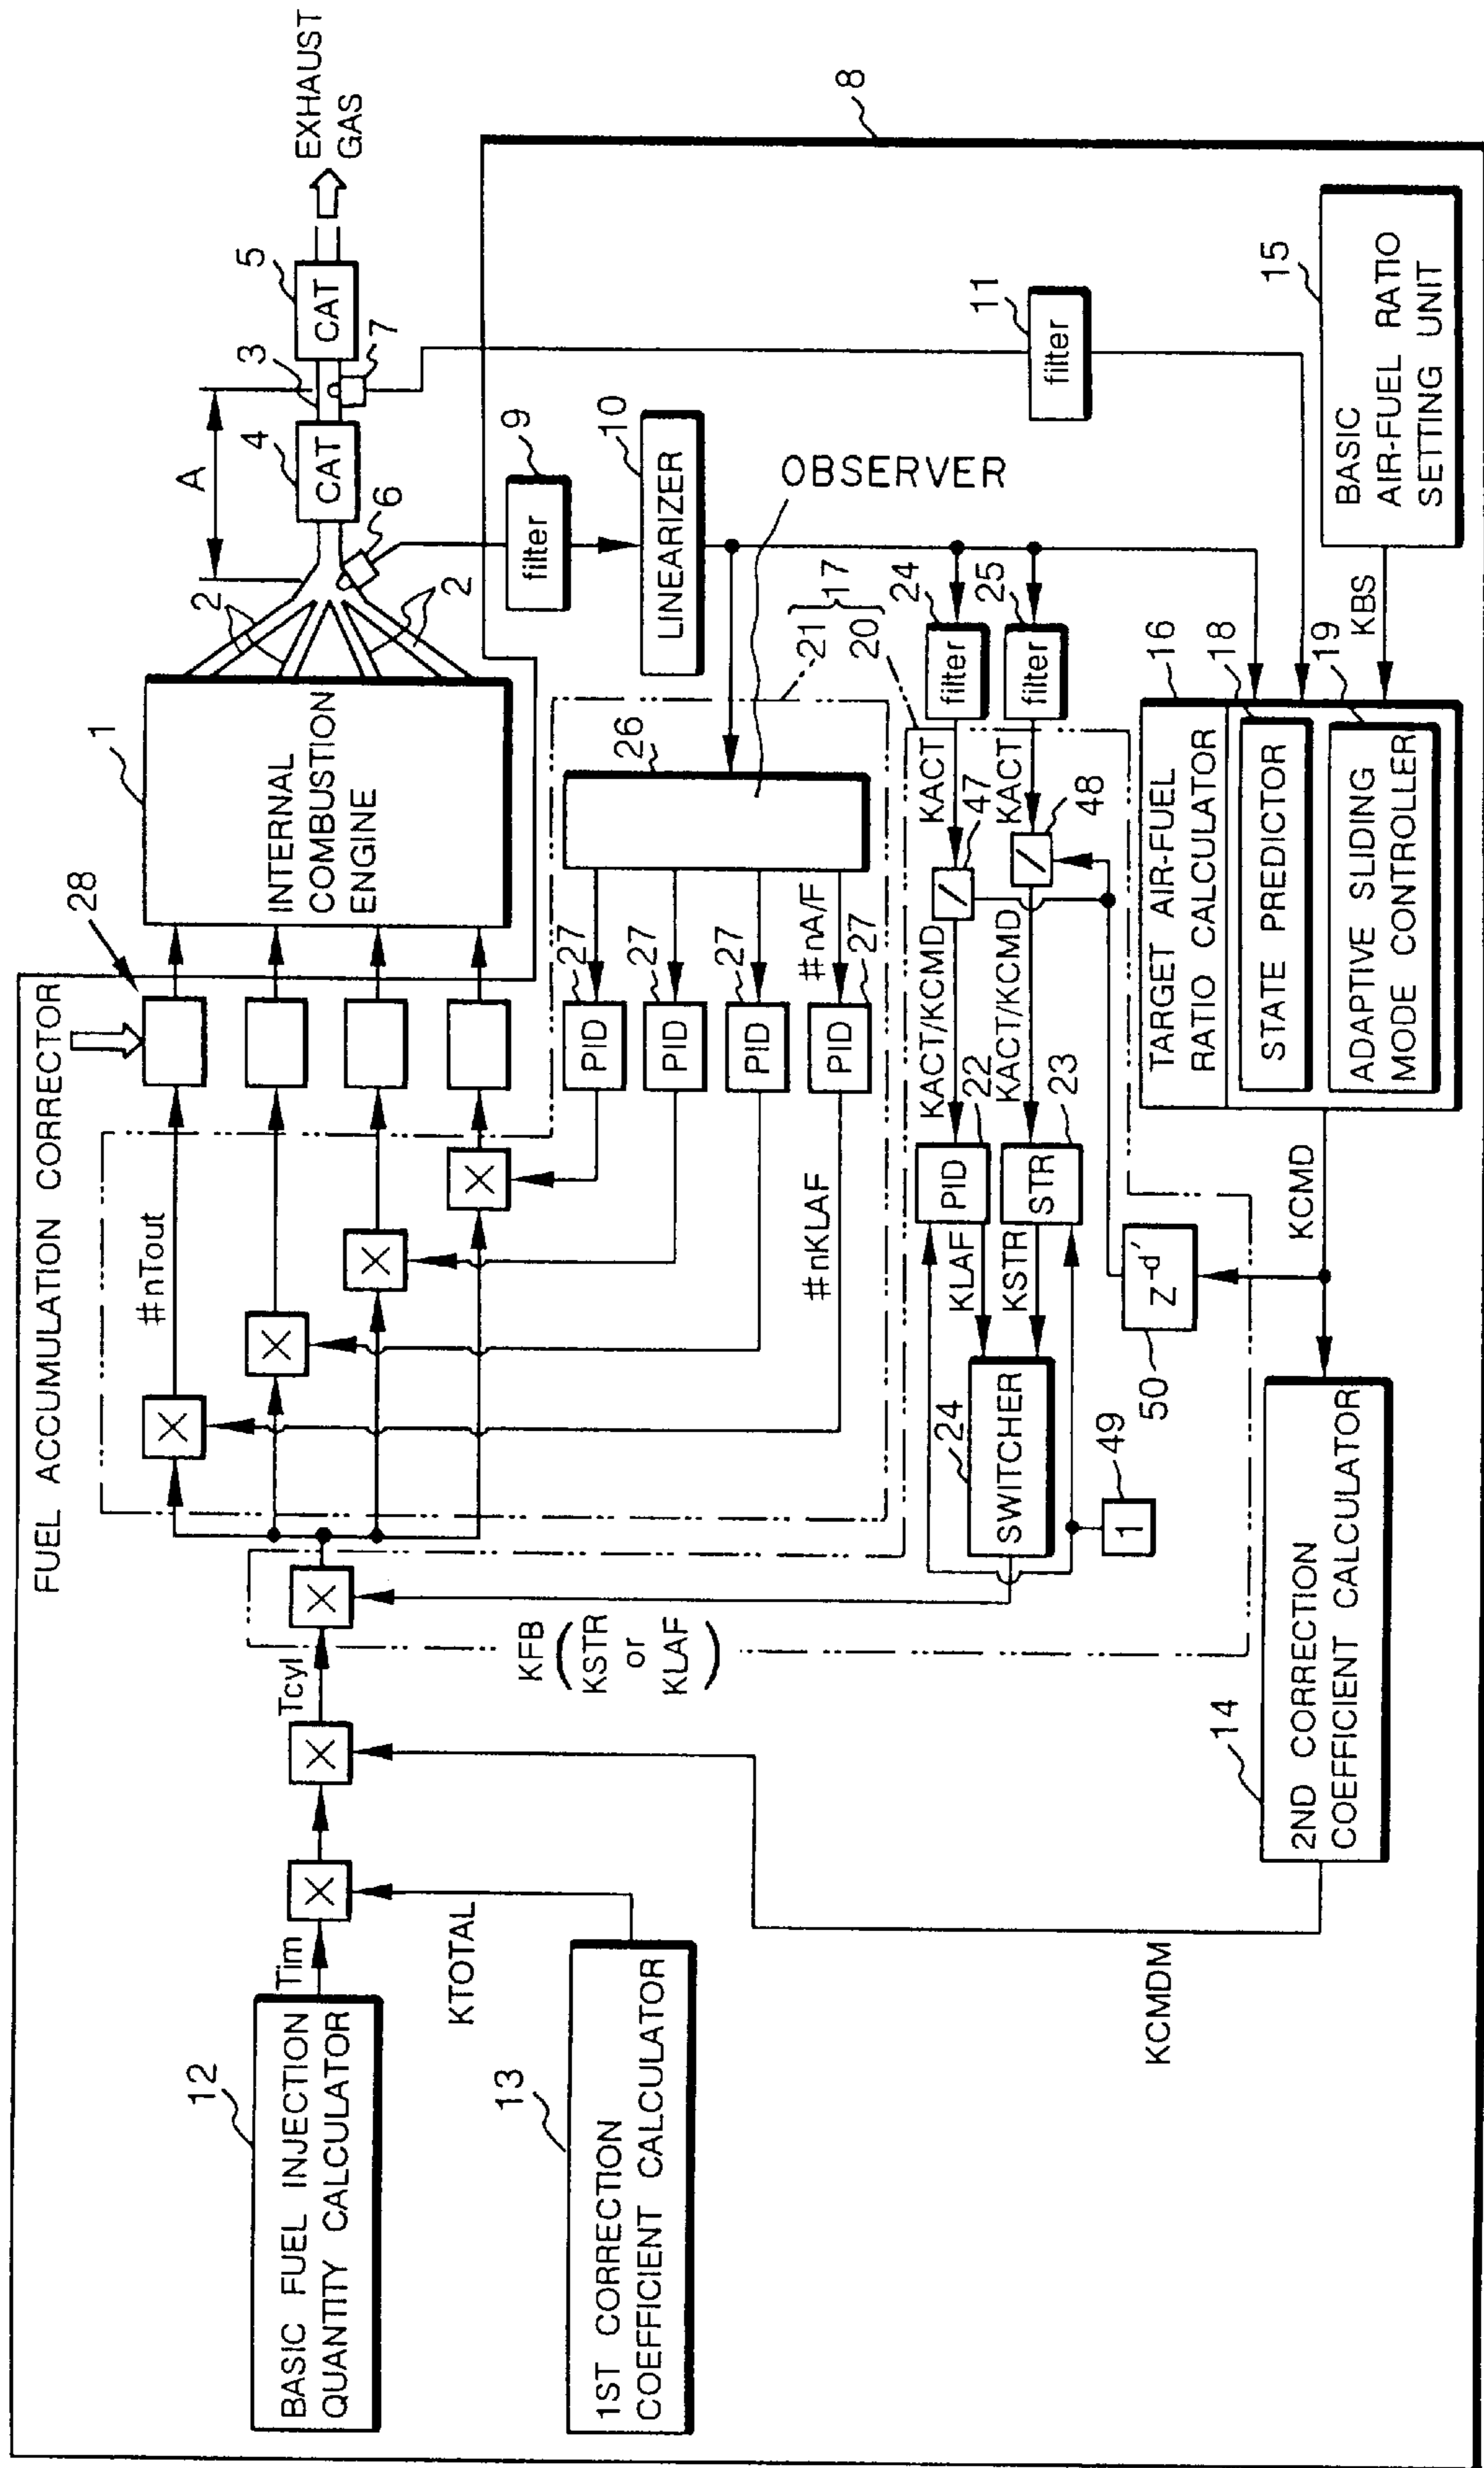 FUEL ACCUMULATION CORRECTOR
28
1
INTERNAL
COMBUSTION
ENGINE
2
2
A
4
CAT
3
5
CAT
EXHAUST
GAS
6
7
8
12
BASIC FUEL INJECTION
QUANTITY CALCULATOR
Tim
×
×
Tcyl
×
×
×
×
×
#nTout
KTOTAL
13
1ST CORRECTION
COEFFICIENT CALCULATOR
KFB
(KSTR
or
KLAF)
#nKLAF
PID
27
PID
27
PID
27
PID
27
#nA/F
26
OBSERVER
9
filter
10
LINEARIZER
11
filter
21
20
17
24
filter
25
filter
KACT
KACT
47
/
48
/
KACT/KCMD
KACT/KCMD
PID
22
STR
23
KLAF
KSTR
24
SWITCHER
1
49
Z-d'
50
KCMD
KCMDM
14
2ND CORRECTION
COEFFICIENT CALCULATOR
16
TARGET AIR-FUEL
RATIO CALCULATOR
18
STATE PREDICTOR
19
ADAPTIVE SLIDING
MODE CONTROLLER
KBS
15
BASIC
AIR-FUEL RATIO
SETTING UNIT